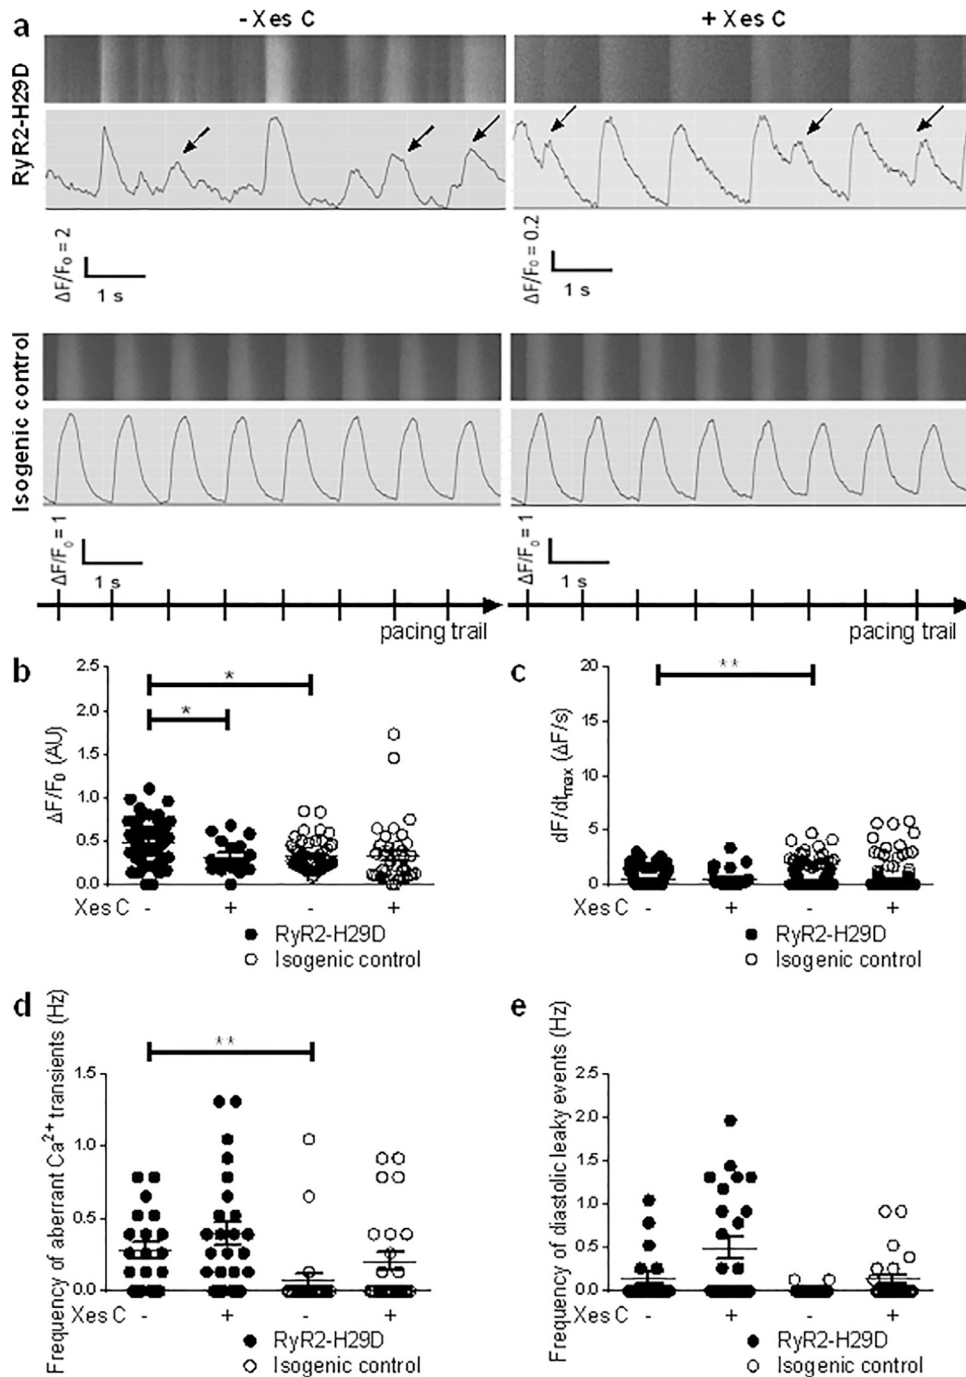 a
- Xes C
+ Xes C
RyR2-H29D
ΔF/F₀ = 2
1 s
ΔF/F₀ = 0.2
1 s
Isogenic control
ΔF/F₀ = 1
1 s
ΔF/F₀ = 1
1 s
pacing trail
pacing trail
b
ΔF/F₀ (AU)
2.5
2.0
1.5
1.0
0.5
0.0
*
*
Xes C - + - +
RyR2-H29D
Isogenic control
c
dF/dtmax (ΔF/s)
20
15
10
5
0
**
Xes C - + - +
RyR2-H29D
Isogenic control
d
Frequency of aberrant Ca²⁺ transients (Hz)
1.5
1.0
0.5
0.0
**
Xes C - + - +
RyR2-H29D
Isogenic control
e
Frequency of diastolic leaky events (Hz)
2.5
2.0
1.5
1.0
0.5
0.0
Xes C - + - +
RyR2-H29D
Isogenic control